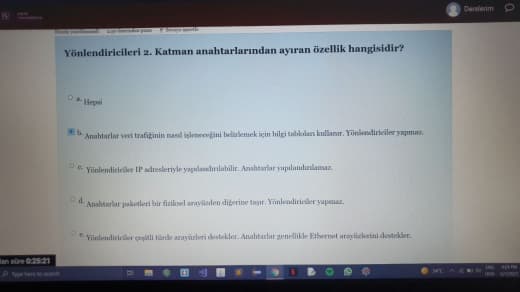 Derslerim
Yönlendiricileri 2. Katman anahtarlarından ayıran özellik hangisidir?
a. Hepsi
b. Anahtarlar veri trafiğinin nasıl işleneceğini belirlemek için bilgi tabloları kullanır. Yönlendiriciler yapmaz.
c. Yönlendiriciler IP adresleriyle yapılandırılabilir. Anahtarlar yapılandırılamaz.
d. Anahtarlar paketleri bir fiziksel arayüzden diğerine taşır. Yönlendiriciler yapmaz.
e. Yönlendiriciler çeşitli türde arayüzleri destekler. Anahtarlar genellikle Ethernet arayüzlerini destekler.
lan süre 0:25:21
Type here to search